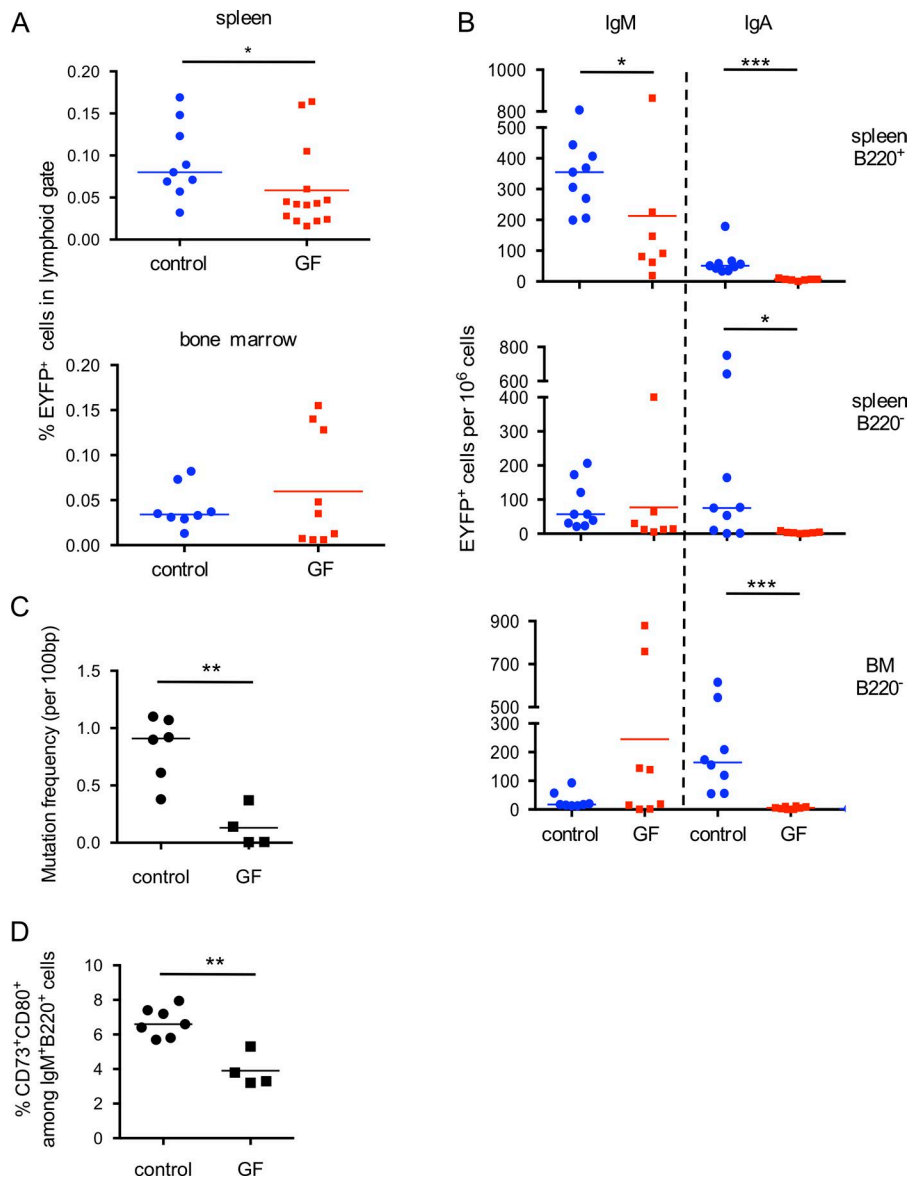 A
spleen
*
0.20
0.15
0.10
0.05
0.00
control
GF
% EYFP⁺ cells in lymphoid gate
bone marrow
0.20
0.15
0.10
0.05
0.00
control
GF
B
IgM
IgA
EYFP⁺ cells per 10⁶ cells
*
***
1000
800
500
400
300
200
100
0
spleen
B220⁺
*
800
600
400
300
200
100
0
spleen
B220⁻
***
900
700
500
300
200
100
0
BM
B220⁻
control
GF
control
GF
C
Mutation frequency (per 100bp)
**
1.5
1.0
0.5
0.0
control
GF
D
% CD73⁺CD80⁺
among IgM⁺B220⁺ cells
**
10
8
6
4
2
0
control
GF